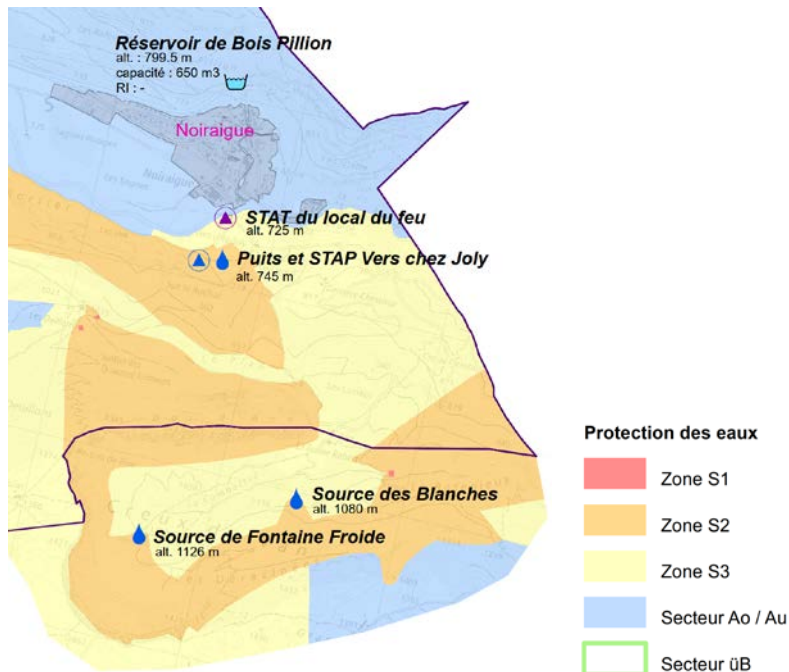 Réservoir de Bois Pillion
alt. : 799.5 m
capacité : 650 m3
RI : -
Noiraigue
Noiraigue
STAT du local du feu
alt. 725 m
Puits et STAP Vers chez Joly
alt. 745 m
Source des Blanches
alt. 1080 m
Source de Fontaine Froide
alt. 1126 m
Protection des eaux
Zone S1
Zone S2
Zone S3
Secteur Ao / Au
Secteur üB